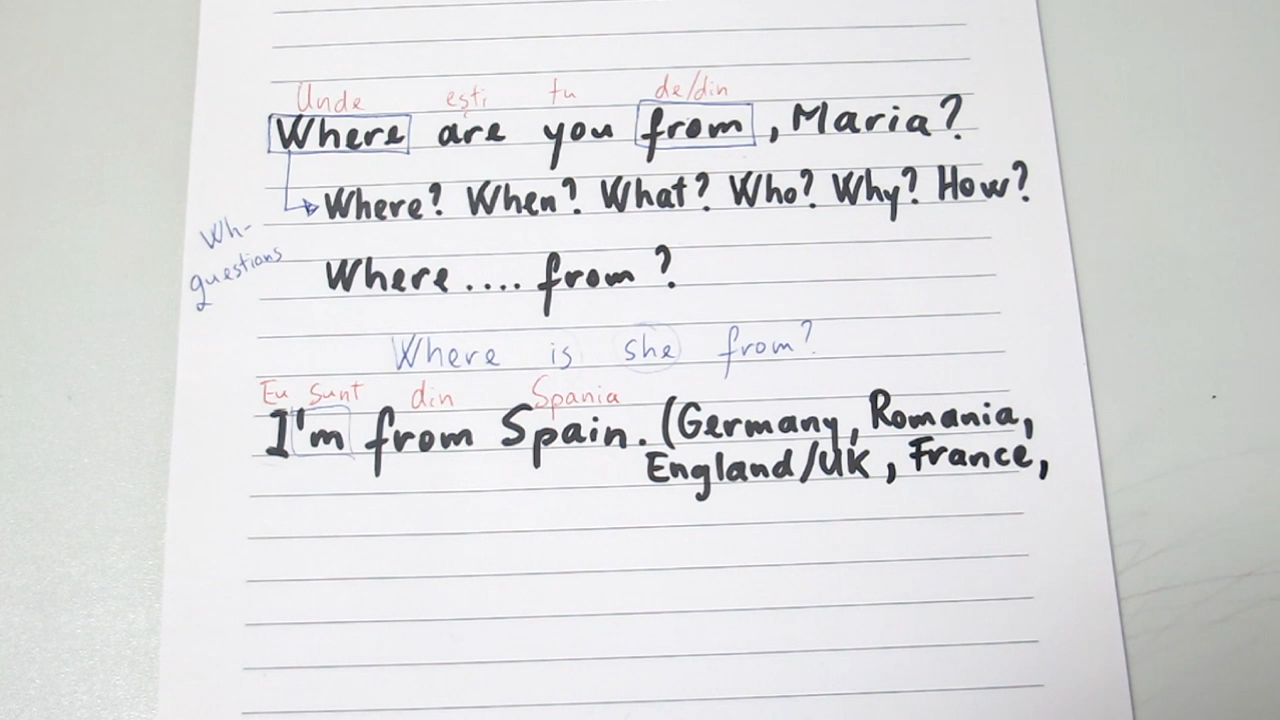 Unde ești tu de/din
Where are you from, Maria?
Where? When? What? Who? Why? How?
Wh-
questions
Where .... from?
Where is she from?
Eu sunt din Spania
I'm from Spain. (Germany, Romania,
England/UK, France,